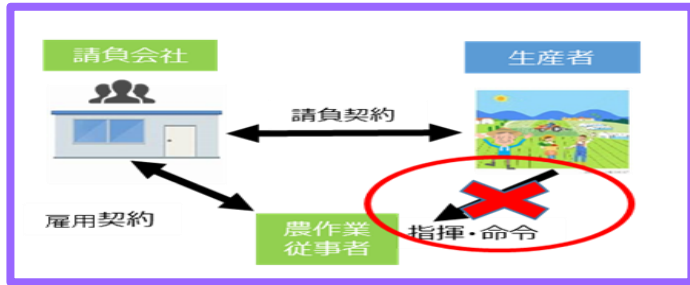 請負会社
生産者
請負契約
雇用契約
農作業
従事者
指揮・命令